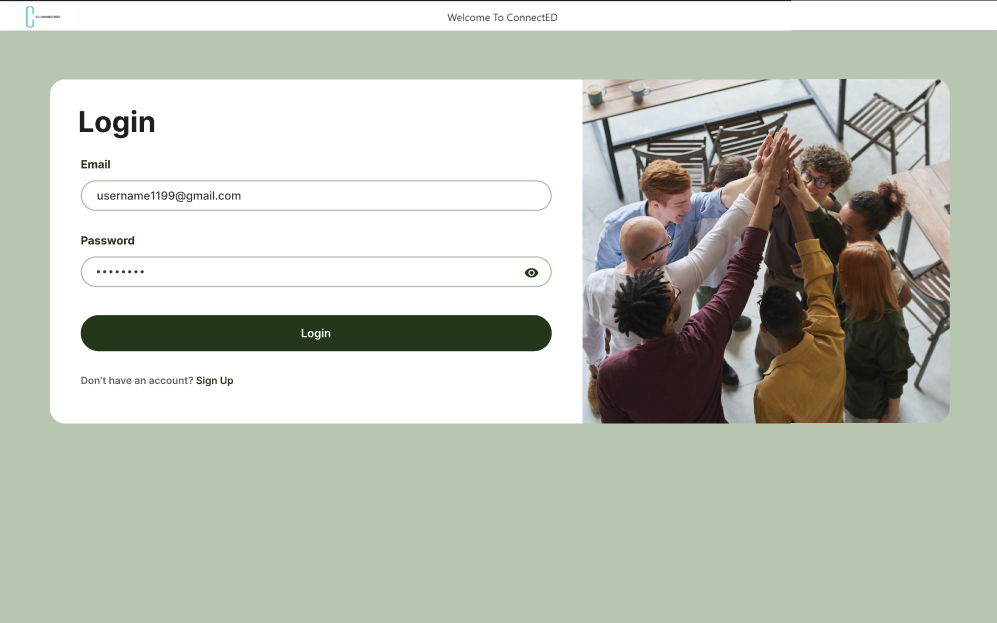 Welcome To ConnectED
Login
Email
username1199@gmail.com
Password
••••••••
Login
Don't have an account? Sign Up